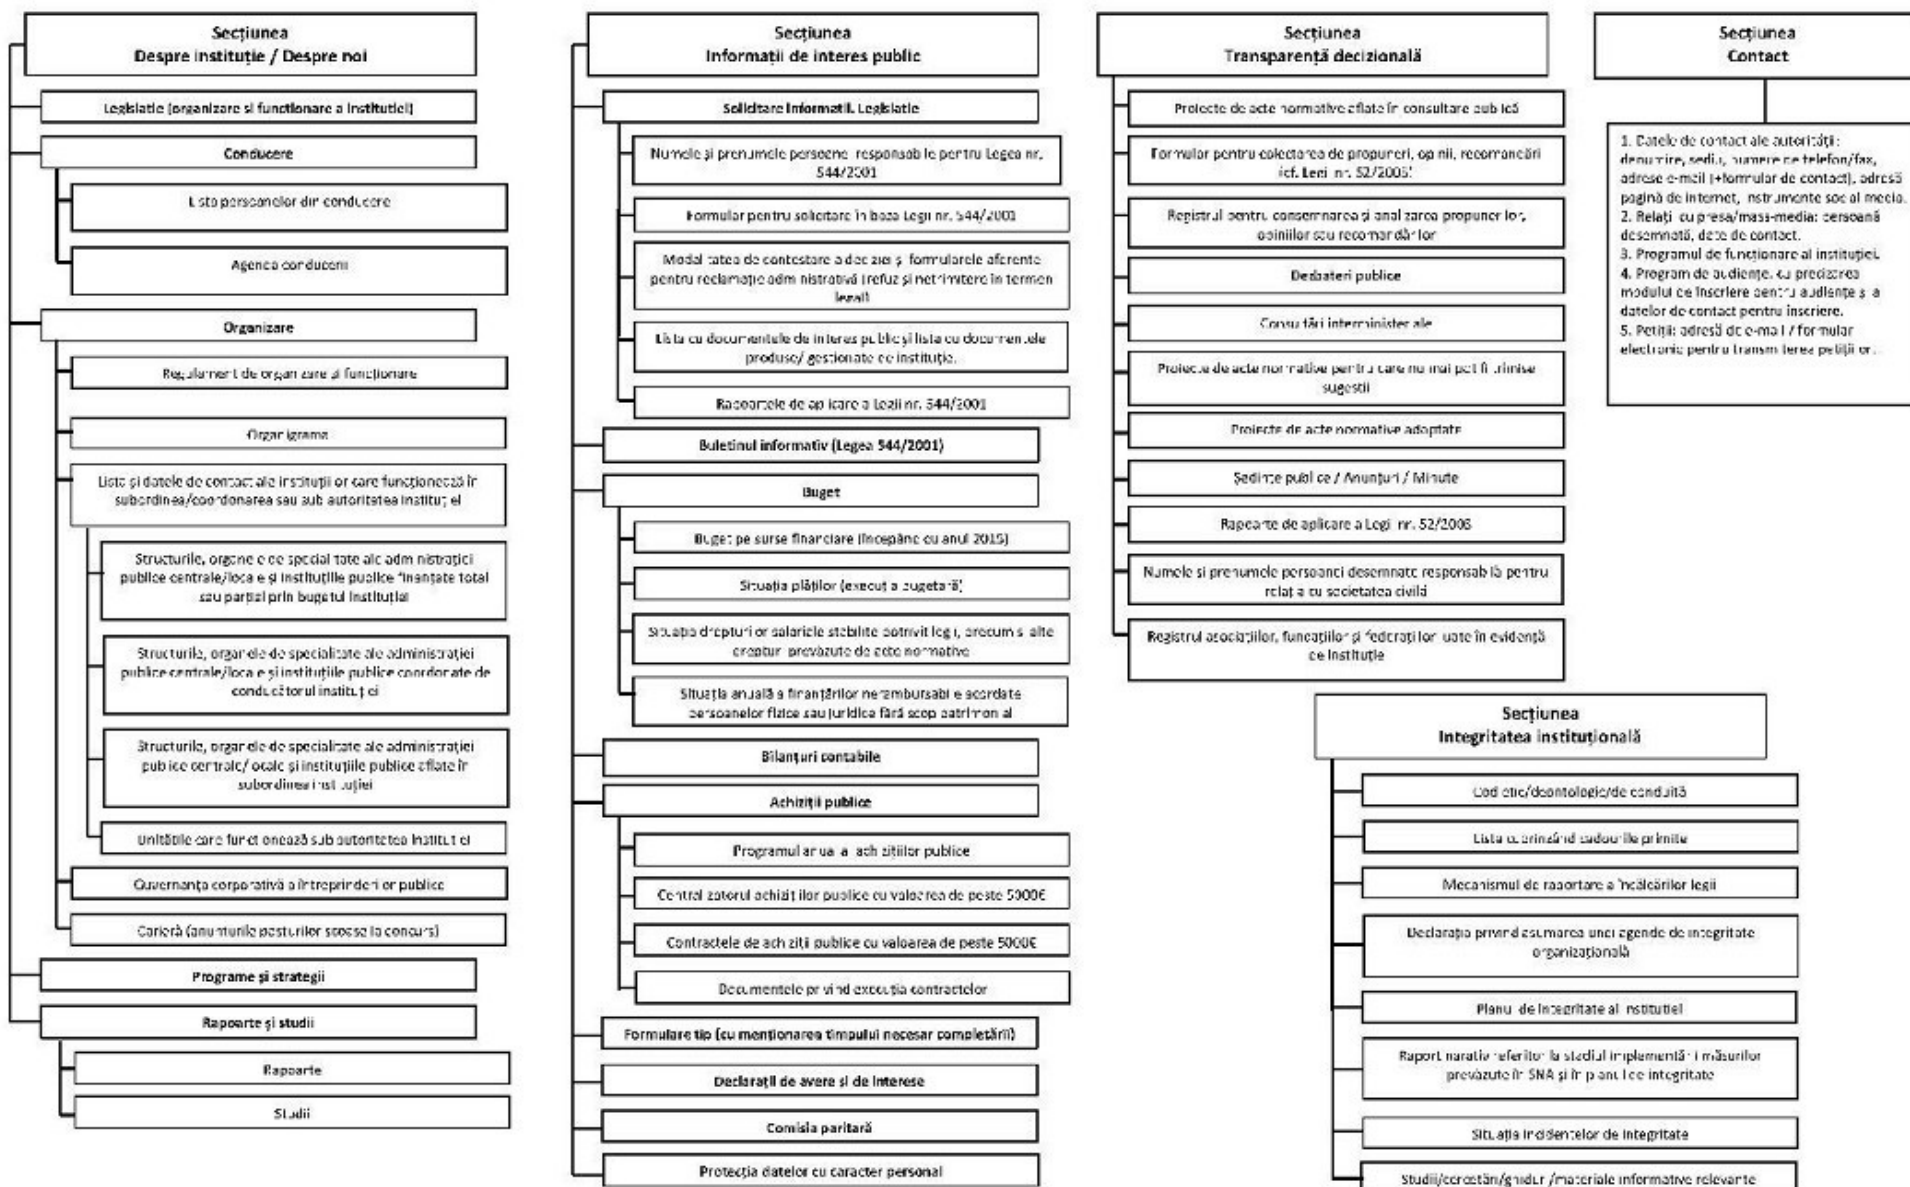 Secțiunea
Despre instituție / Despre noi
Legislatie (organizare si functionare a institutiei)
Conducere
Lista persoanelor din conducere
Agenda conducerii
Organizare
Regulament de organizare și funcționare
Organigrama
Lista și datele de contact ale instituțiilor care funcționează în
subordinea/coordonarea sau sub autoritatea instituției
Structurile, organele de specialitate ale administrației
publice centrale/locale și instituțiile publice finanțate total
sau parțial prin bugetul instituției
Structurile, organele de specialitate ale administrației
publice centrale/locale și instituțiile publice coordonate de
conducătorul instituției
Structurile, organele de specialitate ale administrației
publice centrale/locale și instituțiile publice aflate în
subordinea instituției
Unitățile care funcționează sub autoritatea instituției
Guvernanța corporativă a întreprinderilor publice
Carieră (anunțurile posturilor scoase la concurs)
Programe și strategii
Rapoarte și studii
Rapoarte
Studii
Secțiunea
Informații de interes public
Solicitare informatii. Legislatie
Numele și prenumele persoanei responsabile pentru Legea nr.
544/2001
Formular pentru solicitare în baza Legii nr. 544/2001
Modalitatea de contestare a deciziei și formularele aferente
pentru reclamație administrativă (refuz și netrimitere în termen
legal)
Lista cu documentele de interes public și lista cu documentele
produse/ gestionate de instituție.
Rapoartele de aplicare a Legii nr. 544/2001
Buletinul informativ (Legea 544/2001)
Buget
Buget pe surse financiare (începând cu anul 2015)
Situația plăților (execuția bugetară)
Situația drepturilor salariale stabilite potrivit legii, precum si alte
drepturi prevăzute de acte normative
Situația anuală a finanțărilor nerambursabile acordate
persoanelor fizice sau juridice fără scop patrimonial
Bilanțuri contabile
Achiziții publice
Programul anual al achizițiilor publice
Centralizatorul achizițiilor publice cu valoarea de peste 5000€
Contractele de achiziții publice cu valoarea de peste 5000€
Documentele privind execuția contractelor
Formulare tip (cu menționarea timpului necesar completării)
Declarații de avere si de interese
Comisia paritară
Protecția datelor cu caracter personal
Secțiunea
Transparență decizională
Proiecte de acte normative aflate în consultare publică
Formular pentru colectarea de propuneri, opinii, recomandări
(cf. Legii nr.
Registrul pentru consemnarea și analizarea propunerilor,
opiniilor sau recomandărilor
Dezbateri publice
Consultări interministeriale
Proiecte de acte normative pentru care nu mai pot fi trimise
sugestii
Proiecte de acte normative adoptate
Ședințe publice / Anunțuri / Minute
Rapoarte de aplicare a Legii nr.
Numele și prenumele persoanei desemnate responsabilă pentru
relația cu societatea civilă
Registrul asociațiilor, fundațiilor și federațiilor luate în evidență
de instituție
Secțiunea
Contact
1. Datele de contact ale autorității:
denumire, sediu, numere de telefon/fax,
adrese e-mail (+formular de contact), adresă
pagină de internet, instrumente social media.
2. Relații cu presa/mass-media: persoană
desemnată, date de contact.
3. Programul de funcționare al instituției.
4. Program de audiențe, cu precizarea
modului de înscriere pentru audiențe și a
datelor de contact pentru înscriere.
5. Petiții: adresă de e-mail / formular
electronic pentru transmiterea petițiilor.
Secțiunea
Integritatea instituțională
Cod etic/deontologic/de conduită
Lista cuprinzând cadourile primite
Mecanismul de raportare a încălcărilor legii
Declarația privind asumarea unei agende de integritate
organizațională
Planul de integritate al instituției
Raport narativ referitor la stadiul implementării măsurilor
prevăzute în SNA și în planul de integritate
Situația incidentelor de integritate
Studii/cercetări/ghiduri/materiale informative relevante